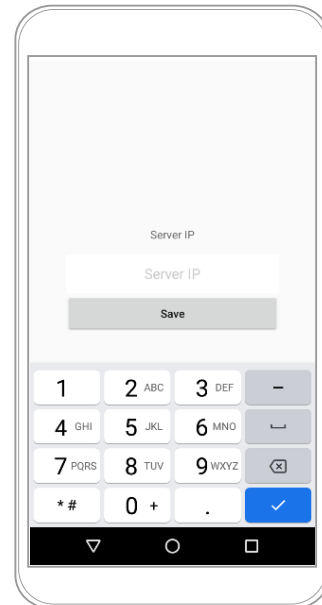 Server IP
Server IP
Save
1 2 ABC 3 DEF –
4 GHI 5 JKL 6 MNO
7 PQRS 8 TUV 9 WXYZ
* # 0 + .